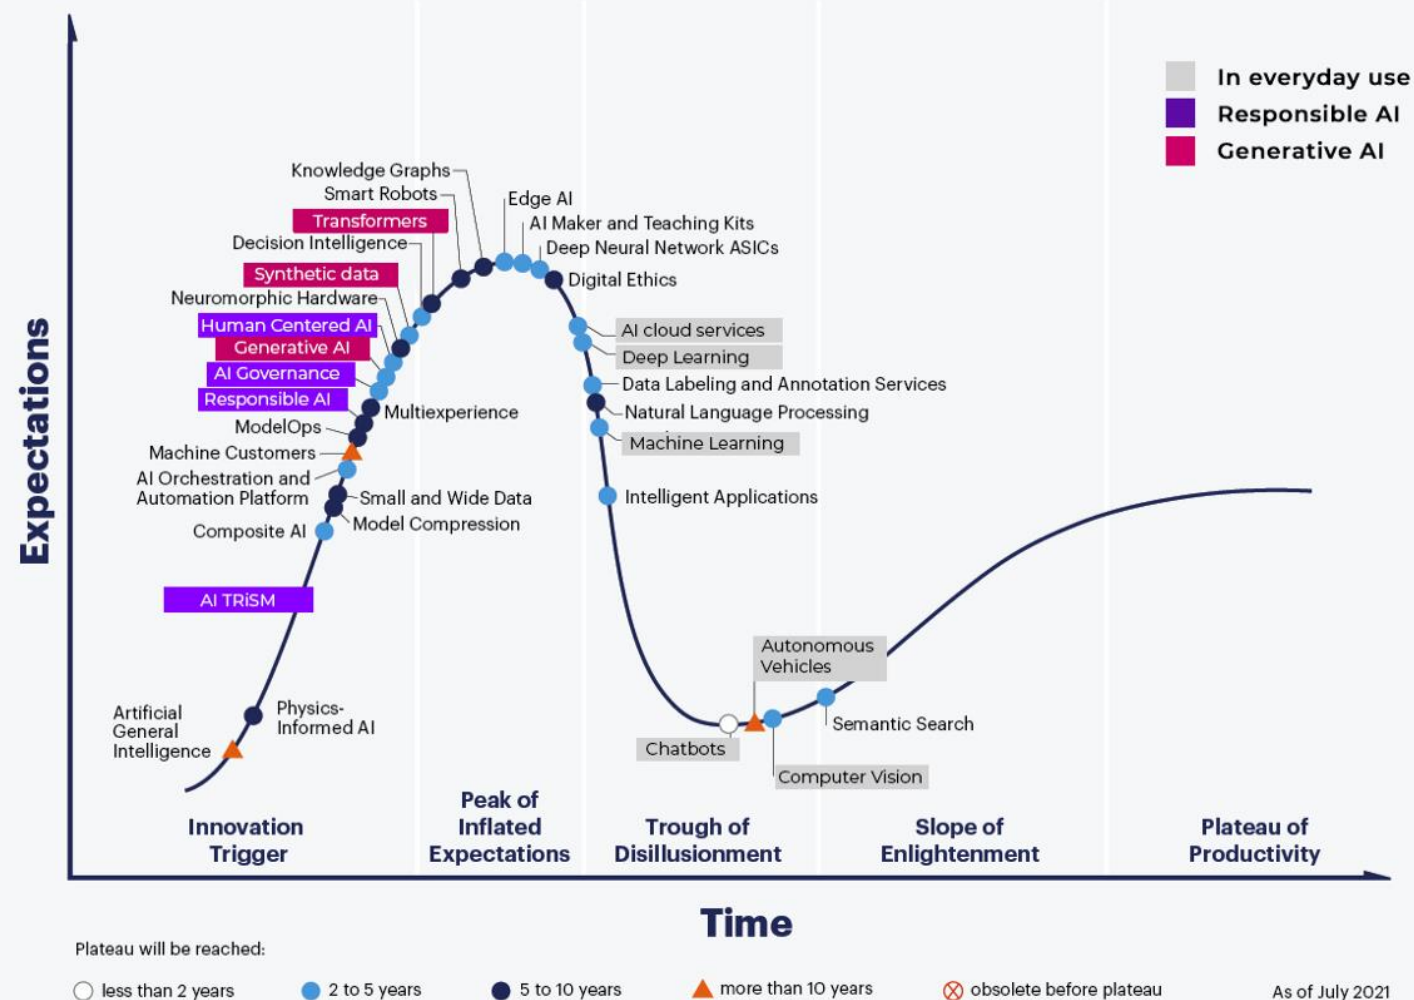 In everyday use
Responsible AI
Generative AI
Expectations
Knowledge Graphs
Smart Robots
Transformers
Decision Intelligence
Synthetic data
Neuromorphic Hardware
Human Centered AI
Generative AI
AI Governance
Responsible AI
ModelOps
Machine Customers
AI Orchestration and
Automation Platform
Composite AI
AI TRiSM
Artificial
General
Intelligence
Physics-
Informed AI
Multiexperience
Small and Wide Data
Model Compression
Edge AI
AI Maker and Teaching Kits
Deep Neural Network ASICs
Digital Ethics
AI cloud services
Deep Learning
Data Labeling and Annotation Services
Natural Language Processing
Machine Learning
Intelligent Applications
Autonomous
Vehicles
Chatbots
Semantic Search
Computer Vision
Innovation
Trigger
Peak of
Inflated
Expectations
Trough of
Disillusionment
Slope of
Enlightenment
Plateau of
Productivity
Time
Plateau will be reached:
less than 2 years
2 to 5 years
5 to 10 years
more than 10 years
obsolete before plateau
As of July 2021